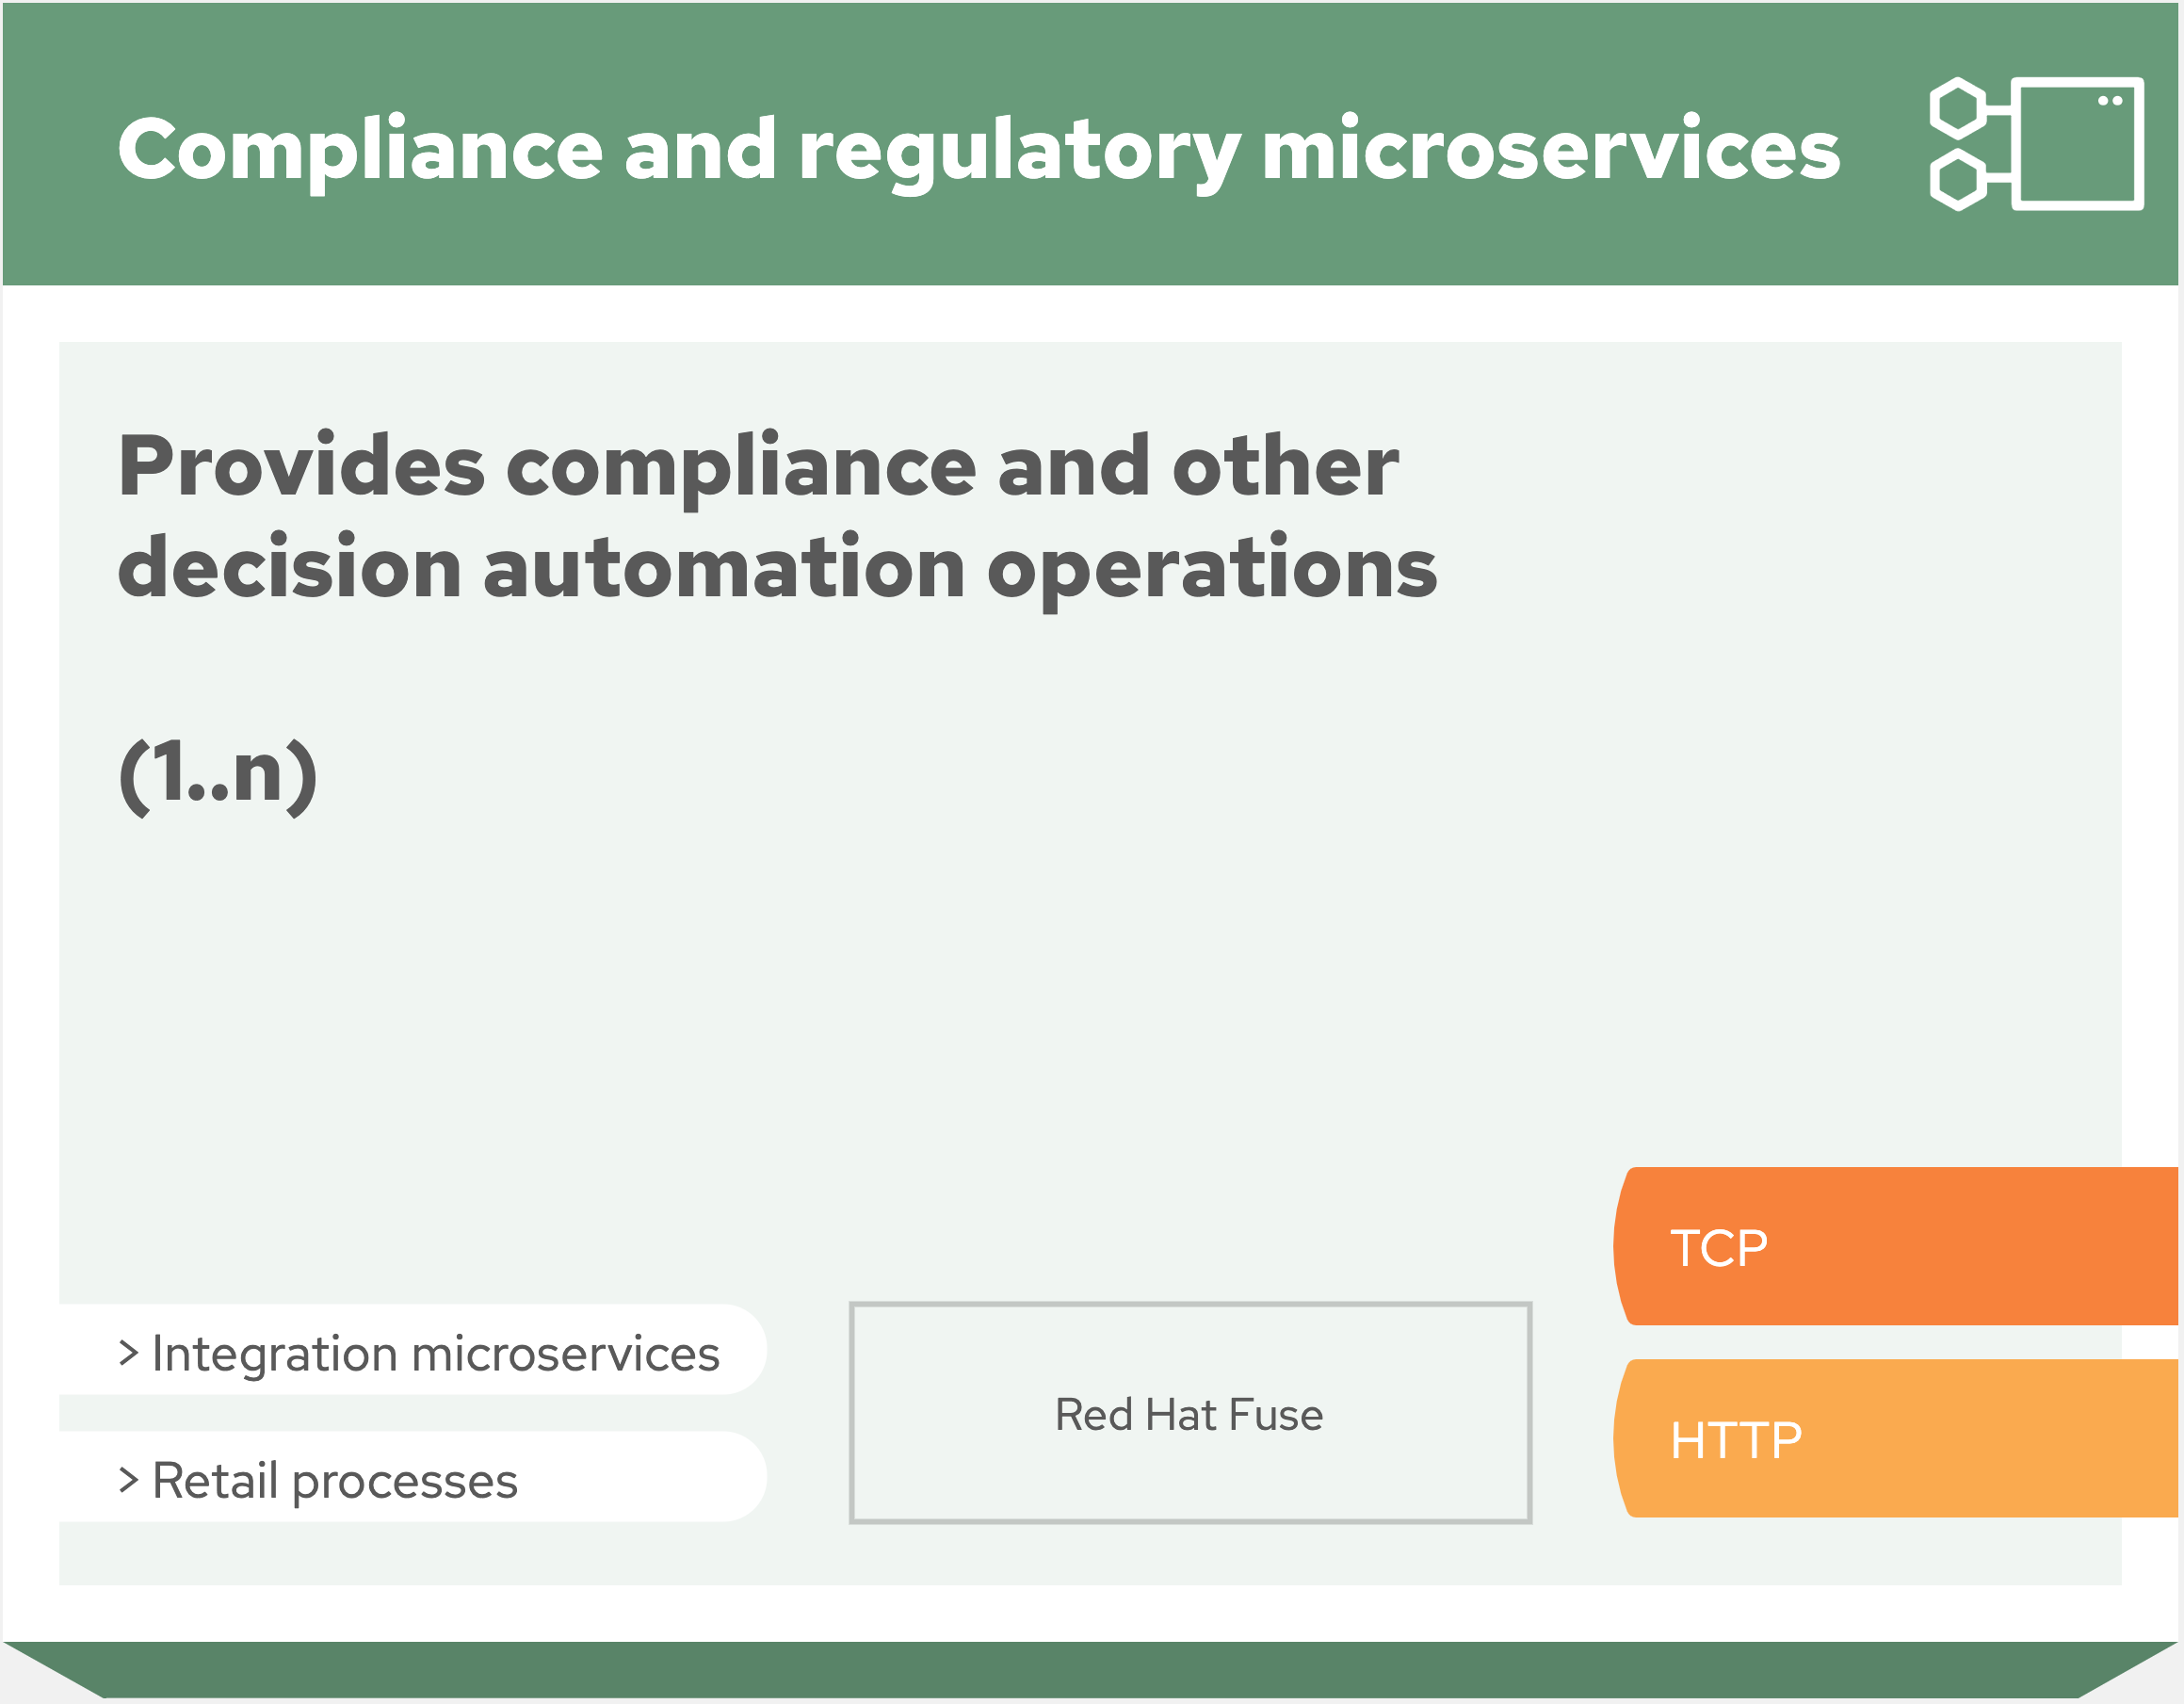 Compliance and regulatory microservices
Provides compliance and other
decision automation operations
(1..n)
> Integration microservices
> Retail processes
Red Hat Fuse
TCP
HTTP